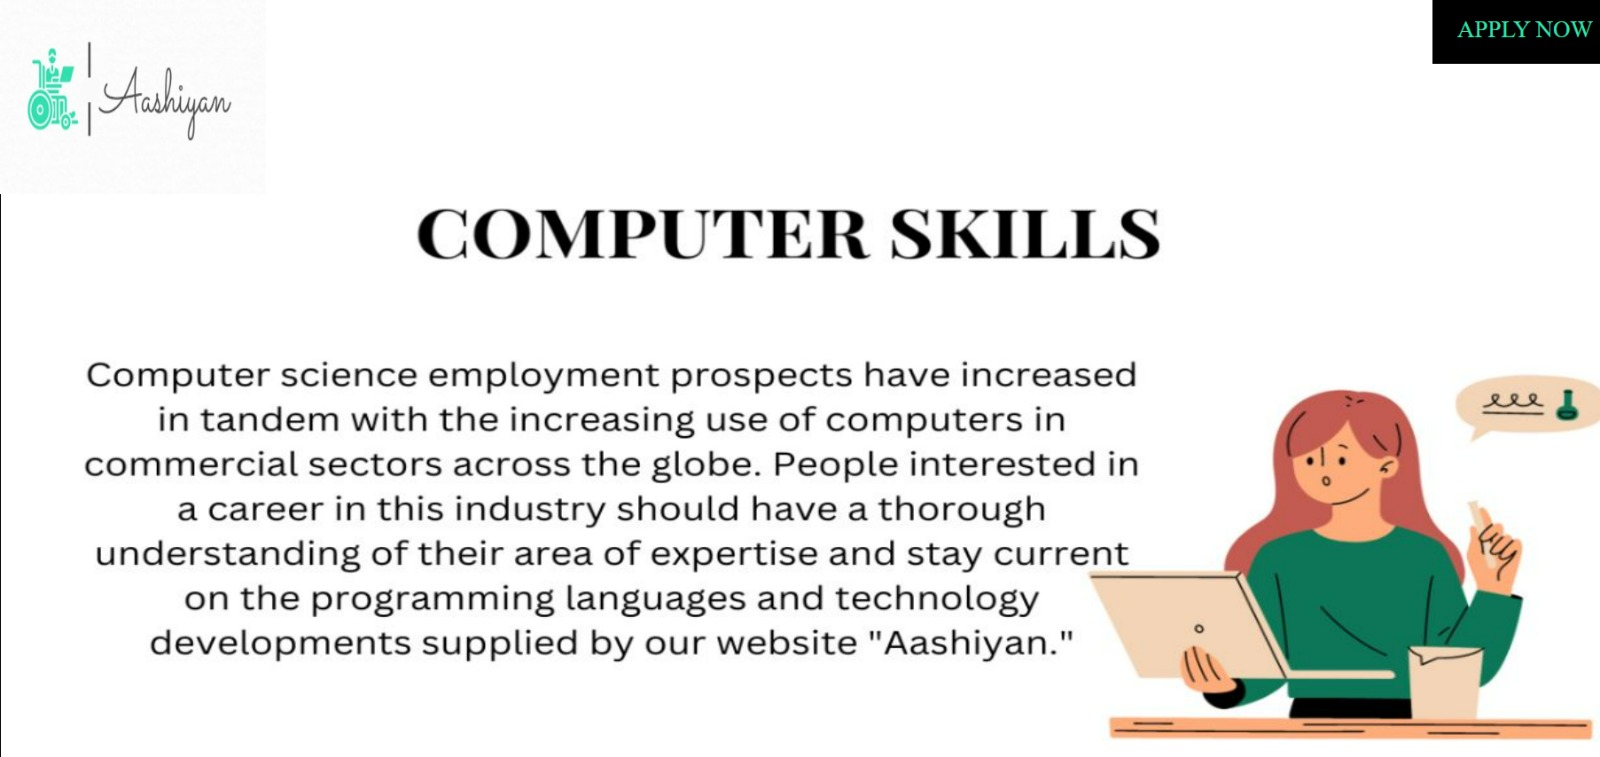 Aashiyan
APPLY NOW
COMPUTER SKILLS
Computer science employment prospects have increased
in tandem with the increasing use of computers in
commercial sectors across the globe. People interested in
a career in this industry should have a thorough
understanding of their area of expertise and stay current
on the programming languages and technology
developments supplied by our website "Aashiyan."